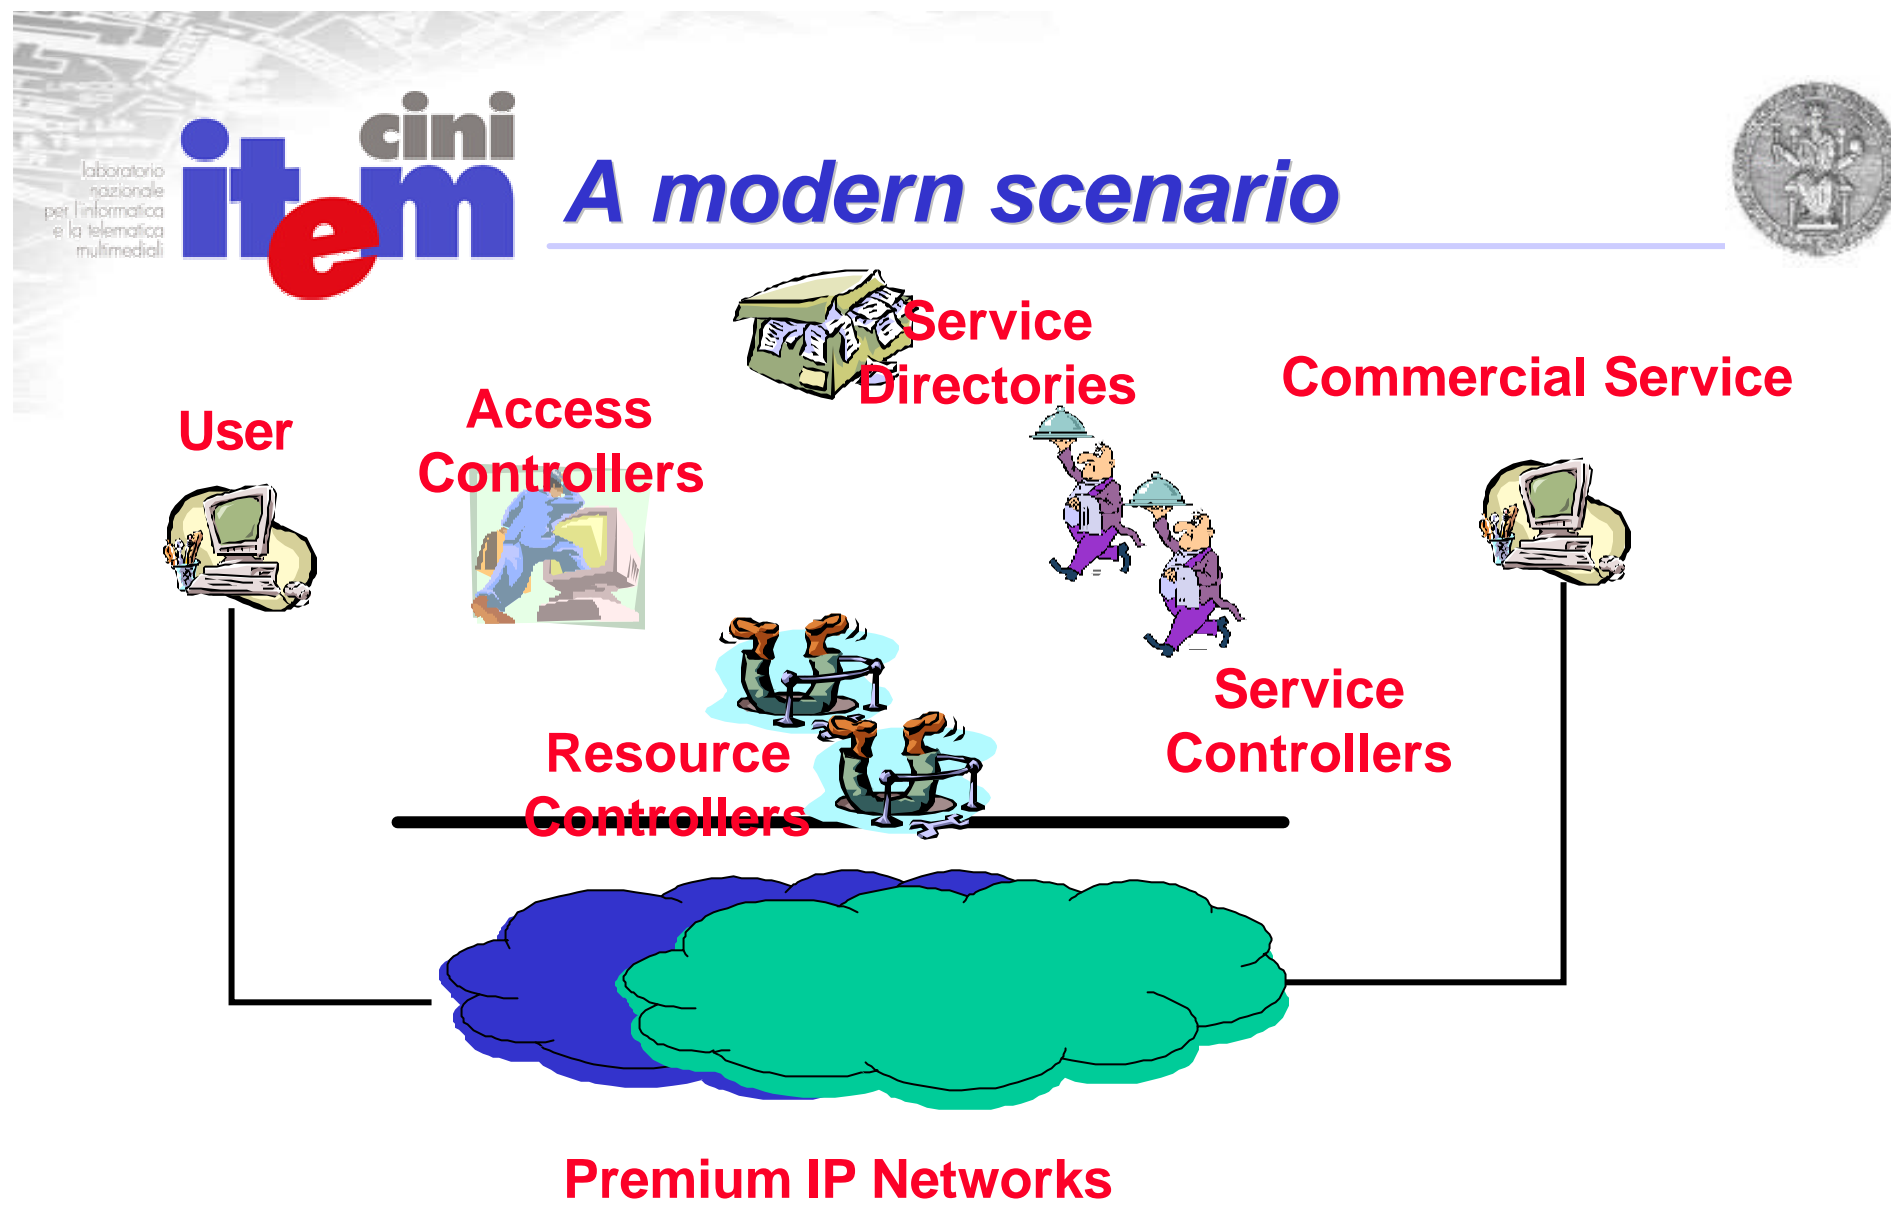 cini
item
laboratorio
nazionale
per l'informatica
e la telematica
multimediali
A modern scenario
Service
Directories
Commercial Service
Access
Controllers
User
Service
Controllers
Resource
Controllers
Premium IP Networks